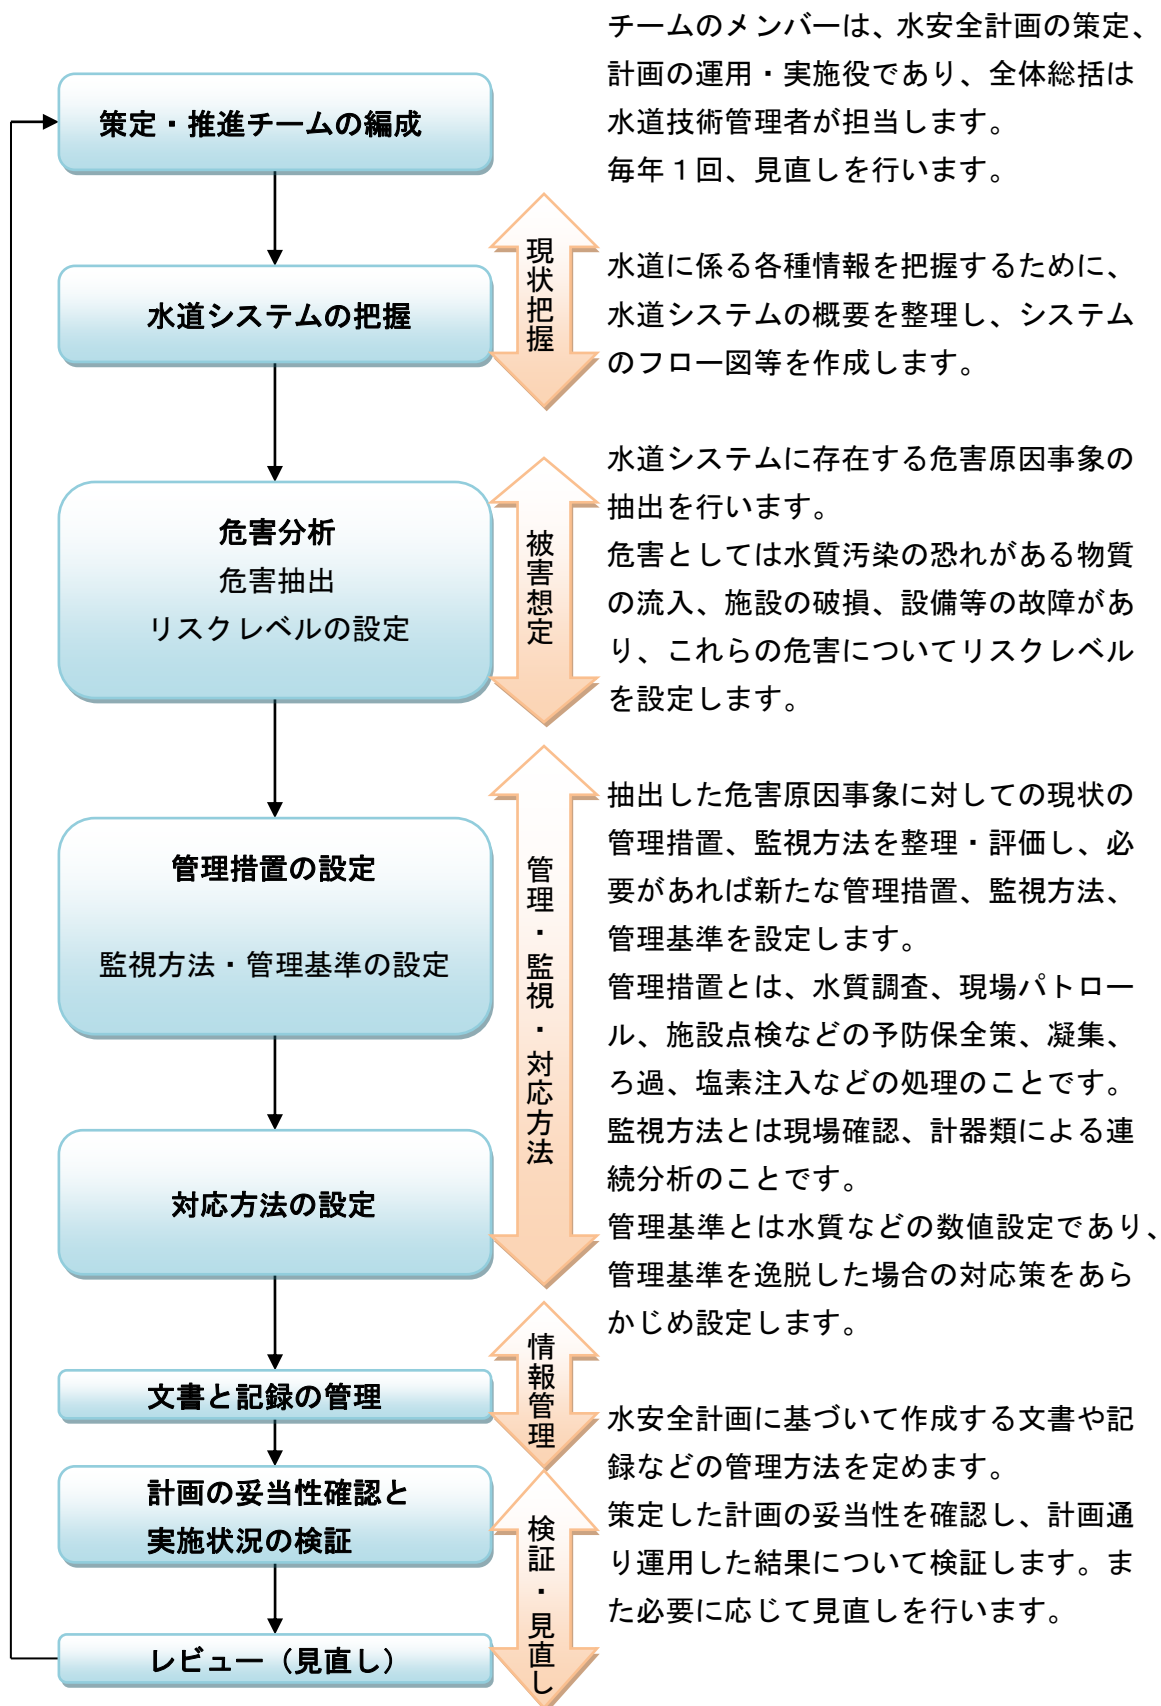 チームのメンバーは、水安全計画の策定、
計画の運用・実施役であり、全体総括は
水道技術管理者が担当します。
毎年１回、見直しを行います。
策定・推進チームの編成
現状把握
水道に係る各種情報を把握するために、
水道システムの概要を整理し、システム
のフロー図等を作成します。
水道システムの把握
水道システムに存在する危害原因事象の
抽出を行います。
危害としては水質汚染の恐れがある物質
の流入、施設の破損、設備等の故障があ
り、これらの危害についてリスクレベル
を設定します。
危害分析
危害抽出
リスクレベルの設定
被害想定
抽出した危害原因事象に対しての現状の
管理措置、監視方法を整理・評価し、必
要があれば新たな管理措置、監視方法、
管理基準を設定します。
管理措置とは、水質調査、現場パトロー
ル、施設点検などの予防保全策、凝集、
ろ過、塩素注入などの処理のことです。
監視方法とは現場確認、計器類による連
続分析のことです。
管理基準とは水質などの数値設定であり、
管理基準を逸脱した場合の対応策をあら
かじめ設定します。
管理措置の設定
監視方法・管理基準の設定
管理・監視・対応方法
対応方法の設定
情報管理
文書と記録の管理
水安全計画に基づいて作成する文書や記
録などの管理方法を定めます。
策定した計画の妥当性を確認し、計画通
り運用した結果について検証します。ま
た必要に応じて見直しを行います。
計画の妥当性確認と
実施状況の検証
検証・見直し
レビュー（見直し）